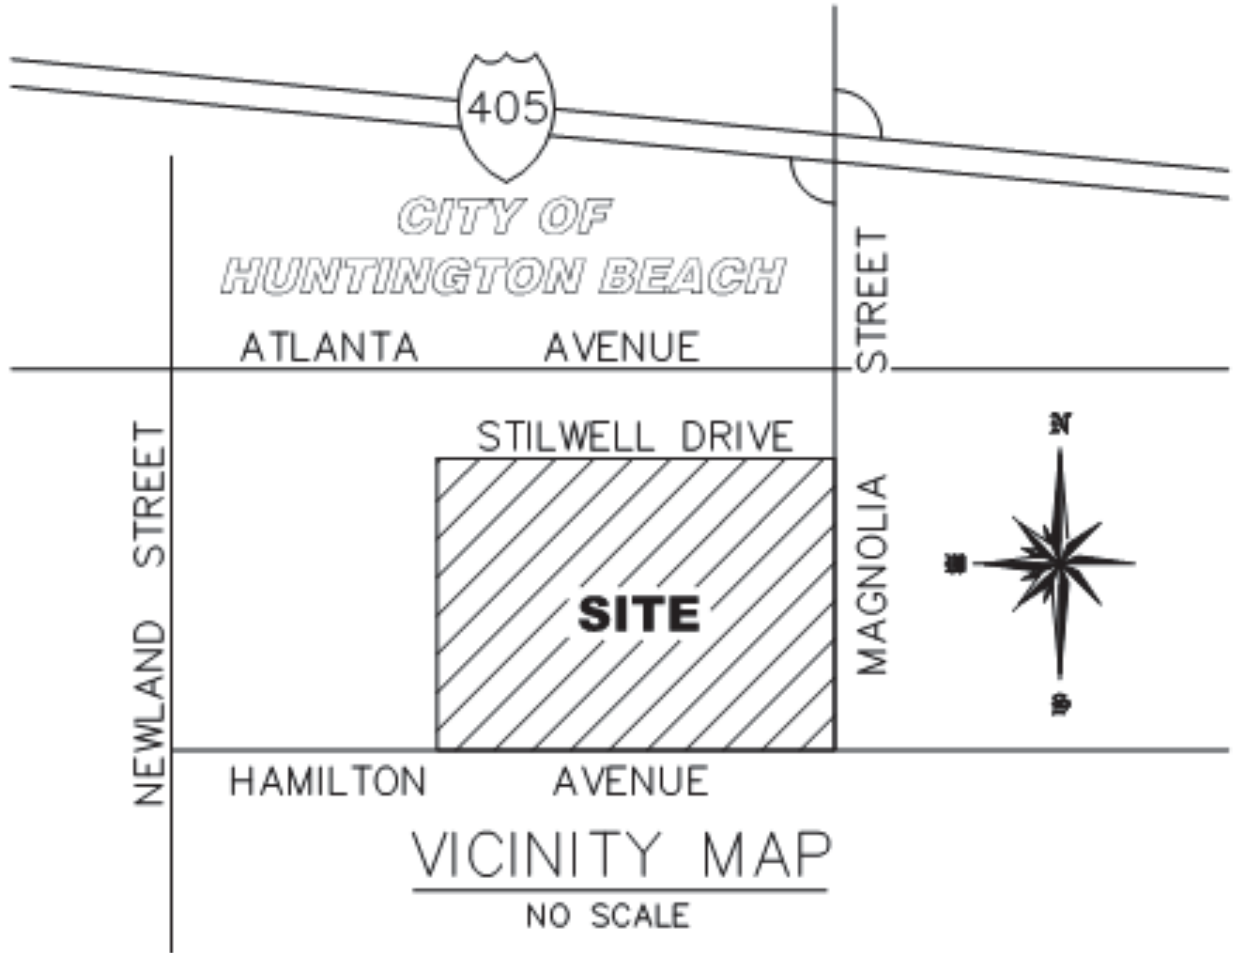 405
CITY OF
HUNTINGTON BEACH
ATLANTA AVENUE
STREET
STILWELL DRIVE
N
NEWLAND STREET
MAGNOLIA
SITE
HAMILTON AVENUE
VICINITY MAP
NO SCALE